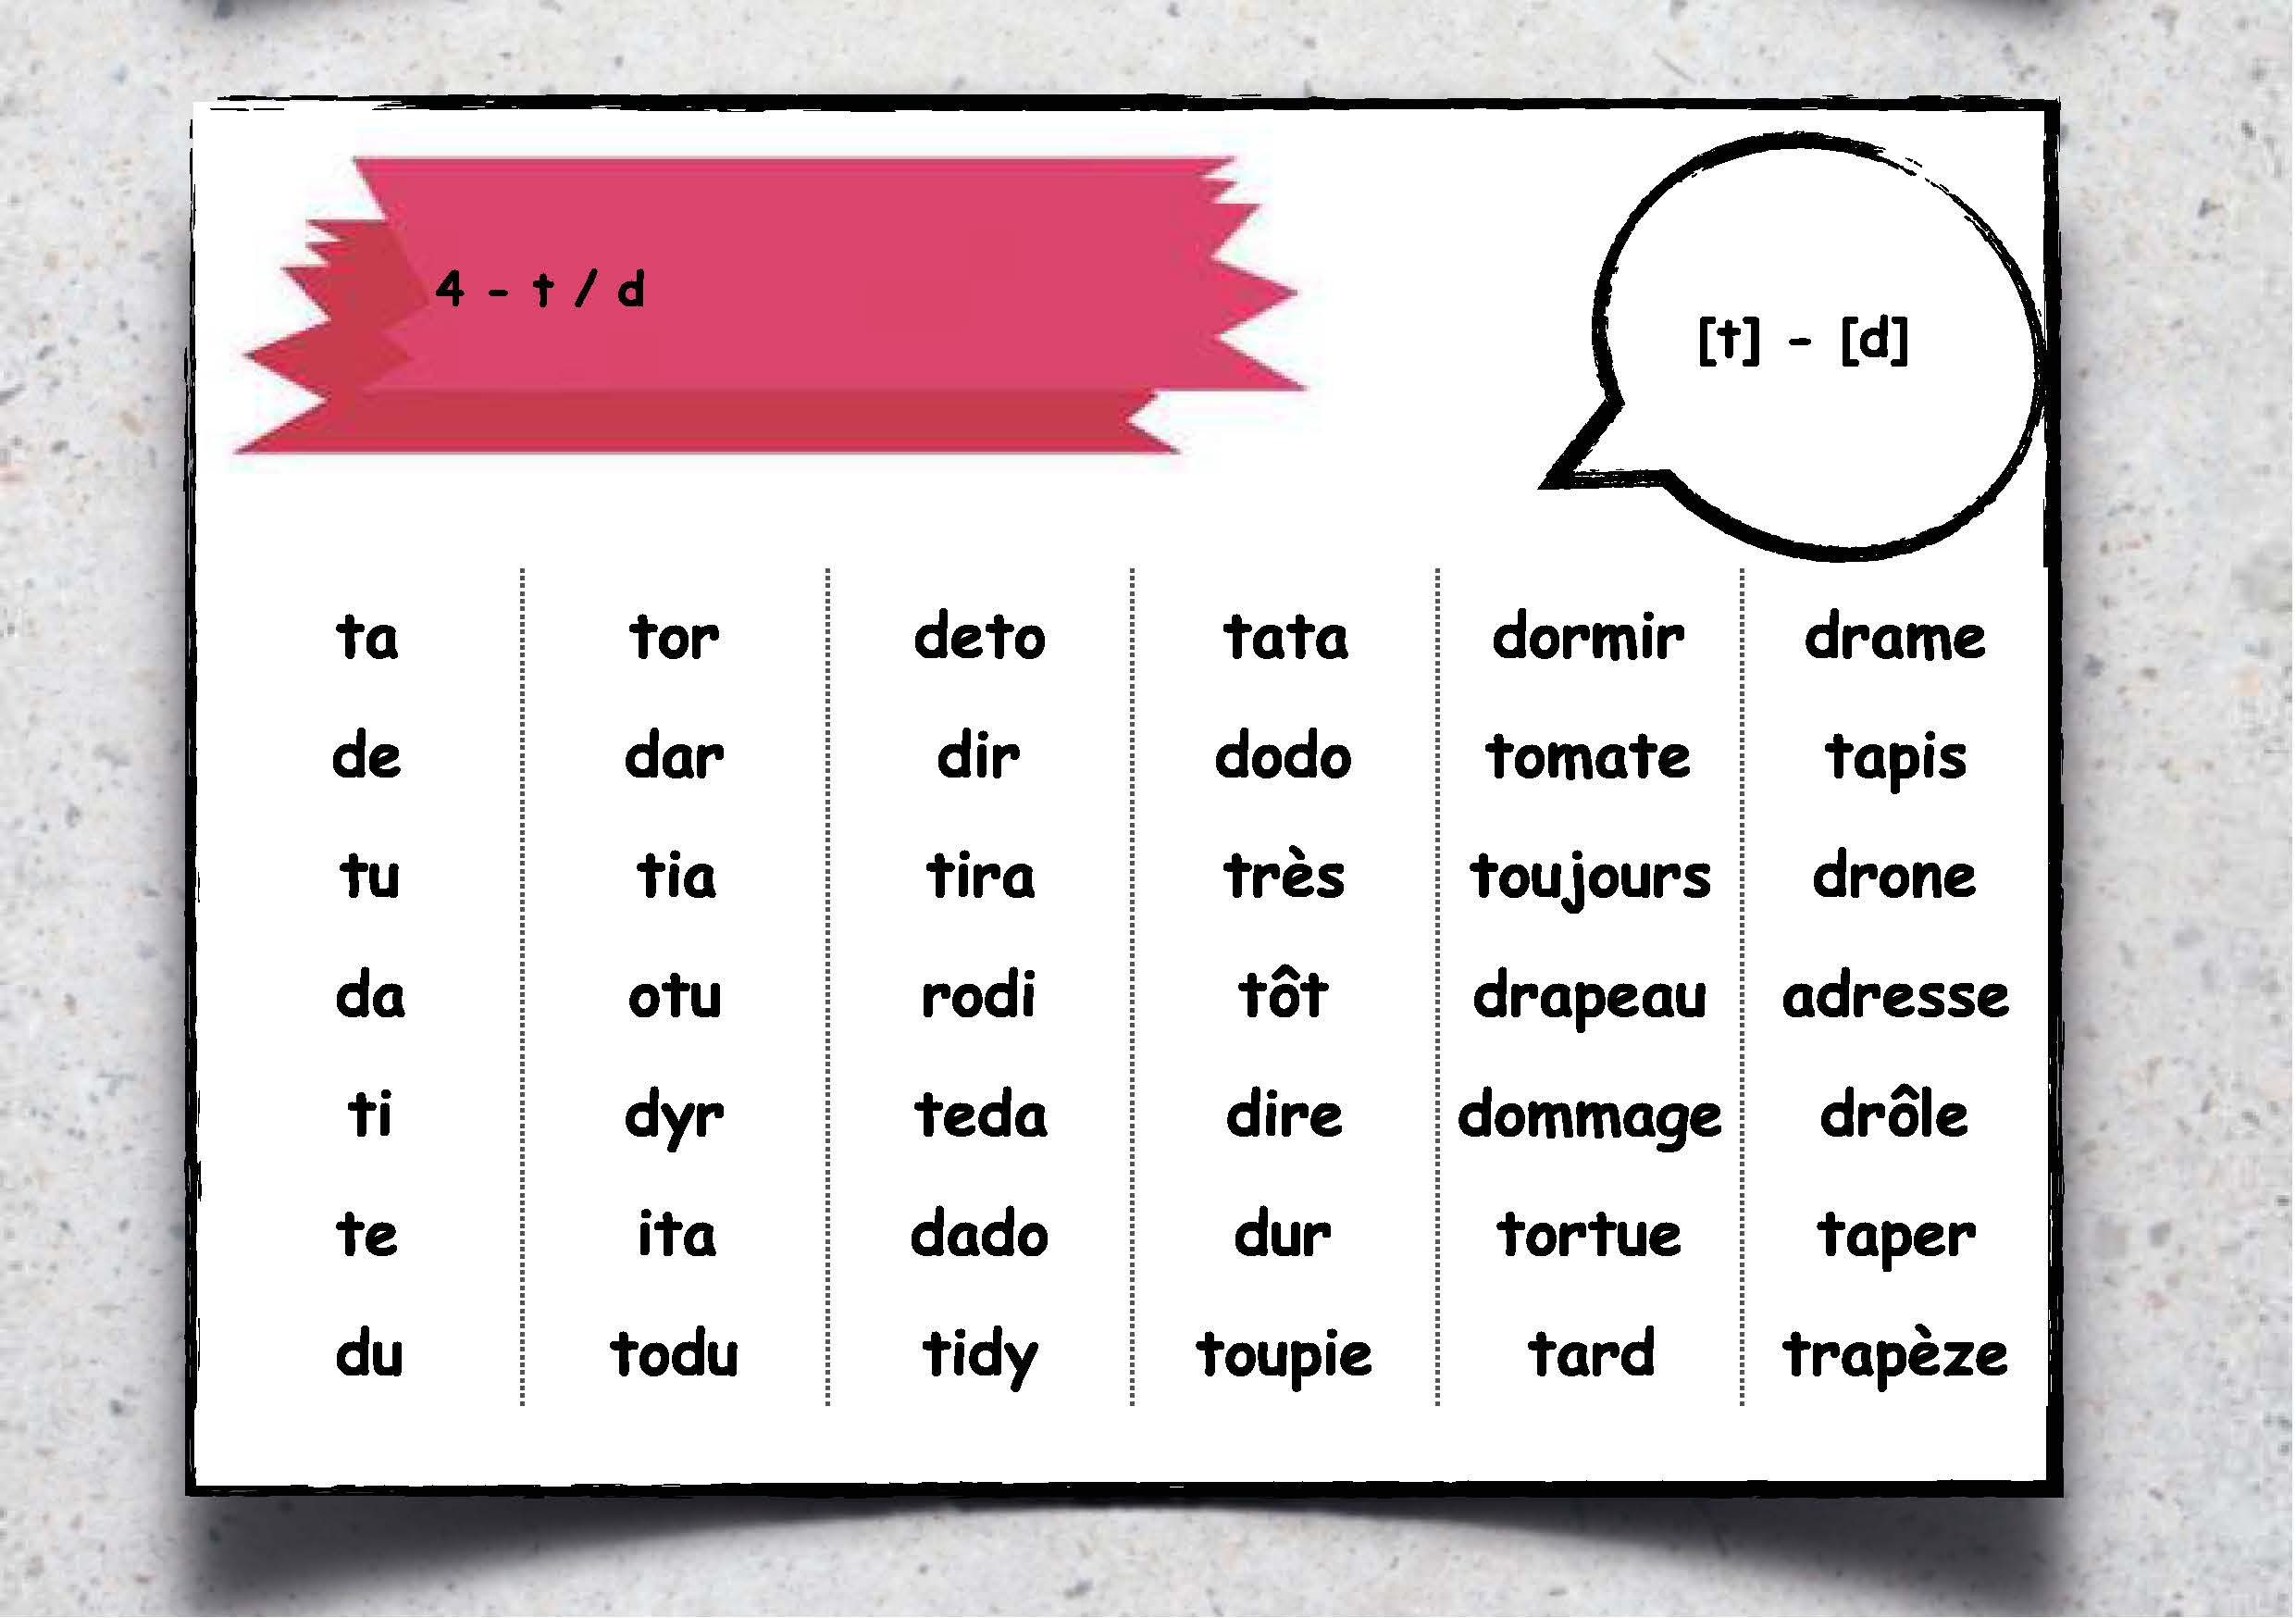 4 - t / d
[t] - [d]
ta tor deto tata dormir drame
de dar dir dodo tomate tapis
tu tia tira très toujours drone
da otu rodi tôt drapeau adresse
ti dyr teda dire dommage drôle
te ita dado dur tortue taper
du todu tidy toupie tard trapèze